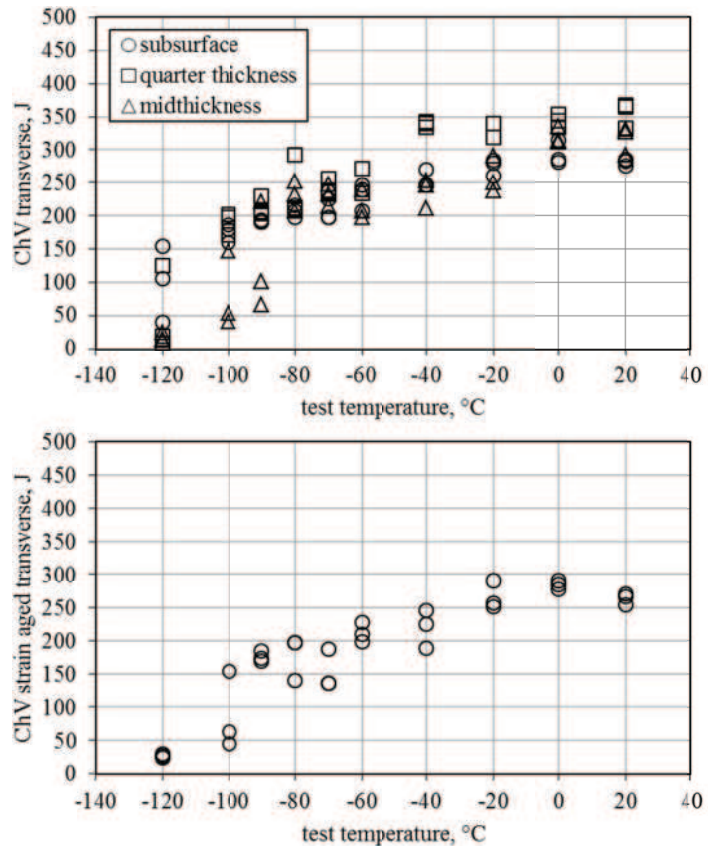 500
450
400
350
300
250
200
150
100
50
0
ChV transverse, J
subsurface
quarter thickness
midthickness
-140 -120 -100 -80 -60 -40 -20 0 20 40
test temperature, °C
500
450
400
350
300
250
200
150
100
50
0
ChV strain aged transverse, J
-140 -120 -100 -80 -60 -40 -20 0 20 40
test temperature, °C